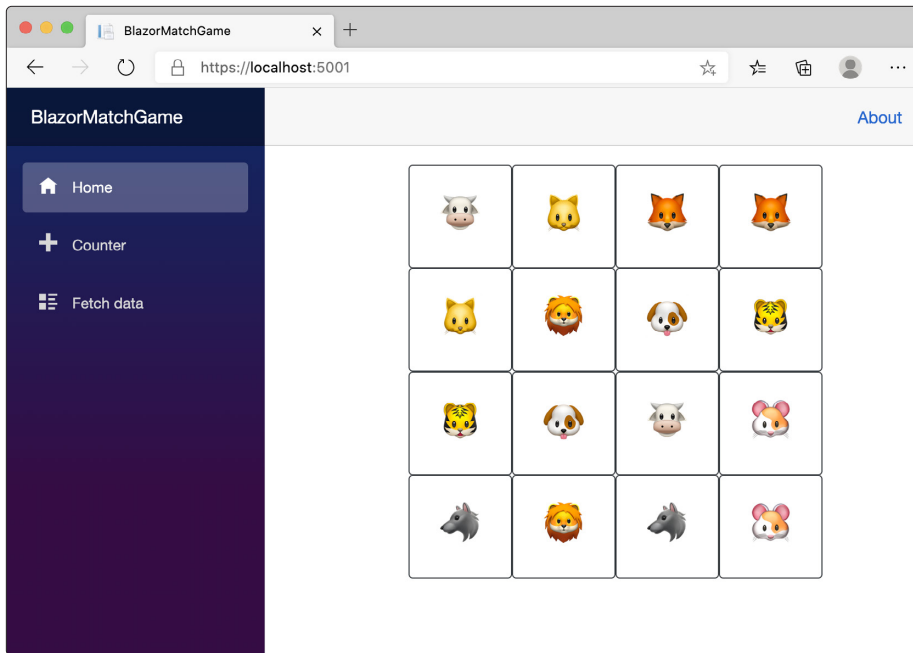 BlazorMatchGame
https://localhost:5001
BlazorMatchGame
About
Home
Counter
Fetch data